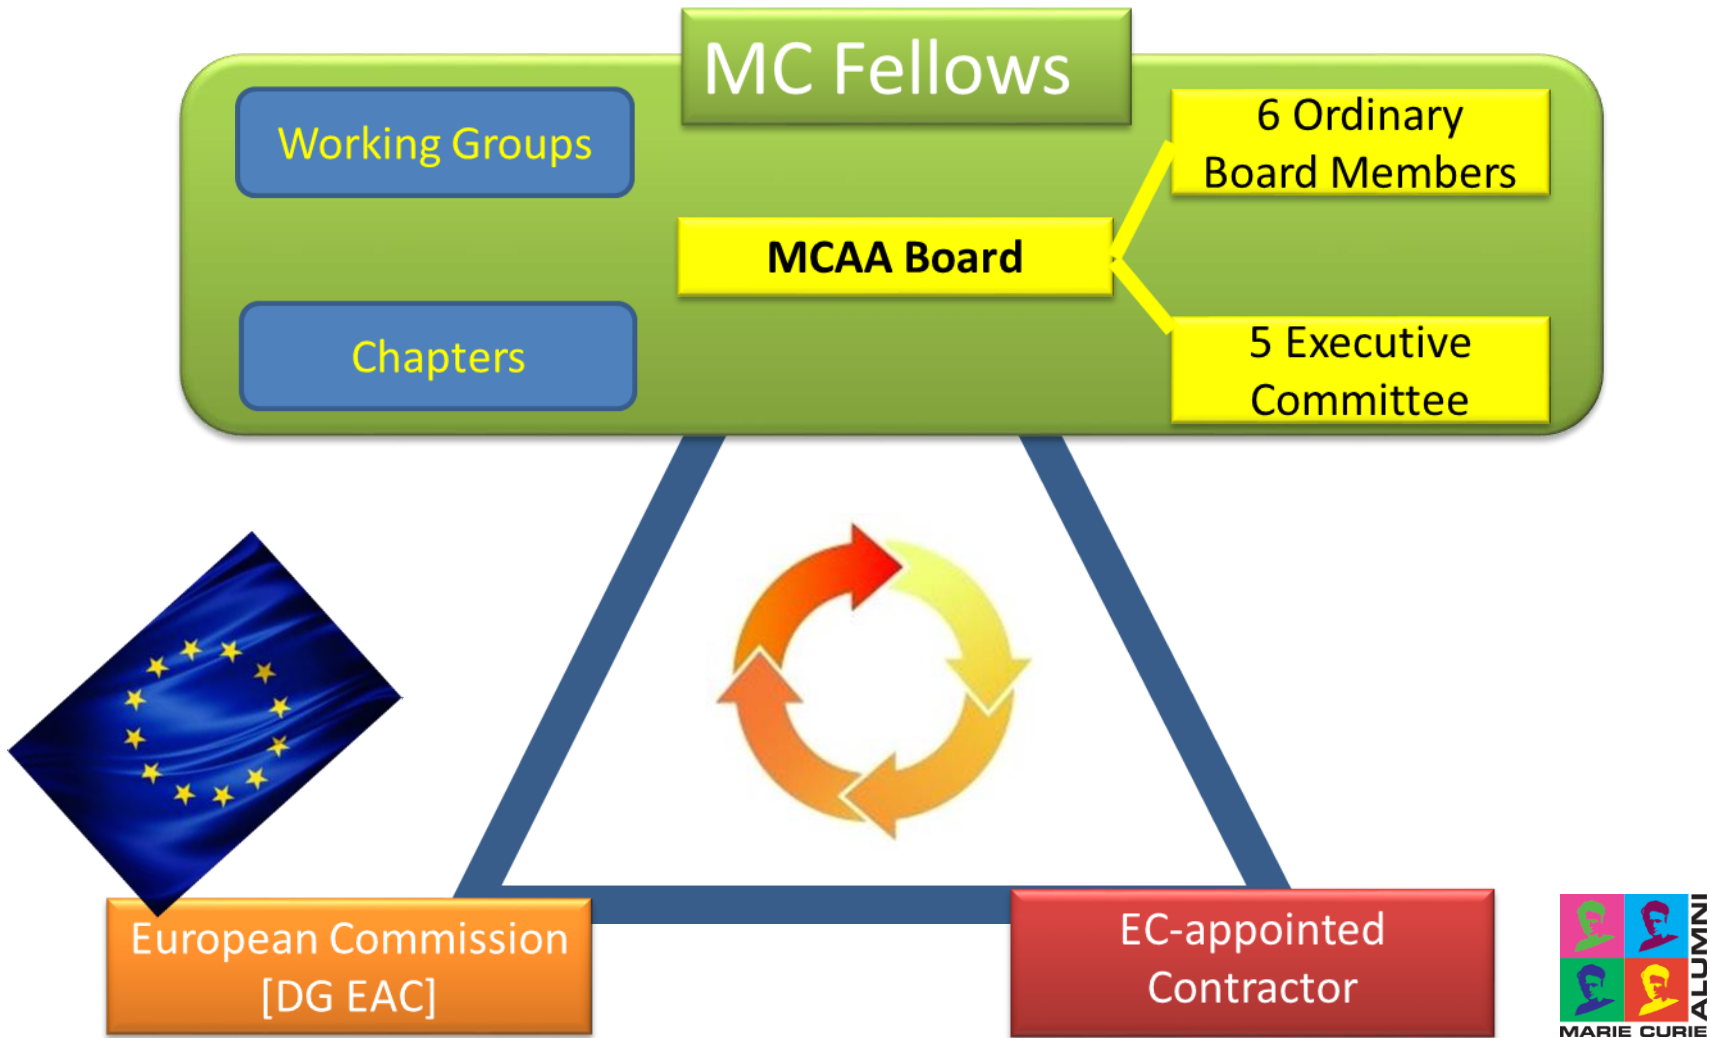 MC Fellows
Working Groups
6 Ordinary
Board Members
MCAA Board
Chapters
5 Executive
Committee
European Commission
[DG EAC]
EC-appointed
Contractor
ALUMNI
MARIE CURIE